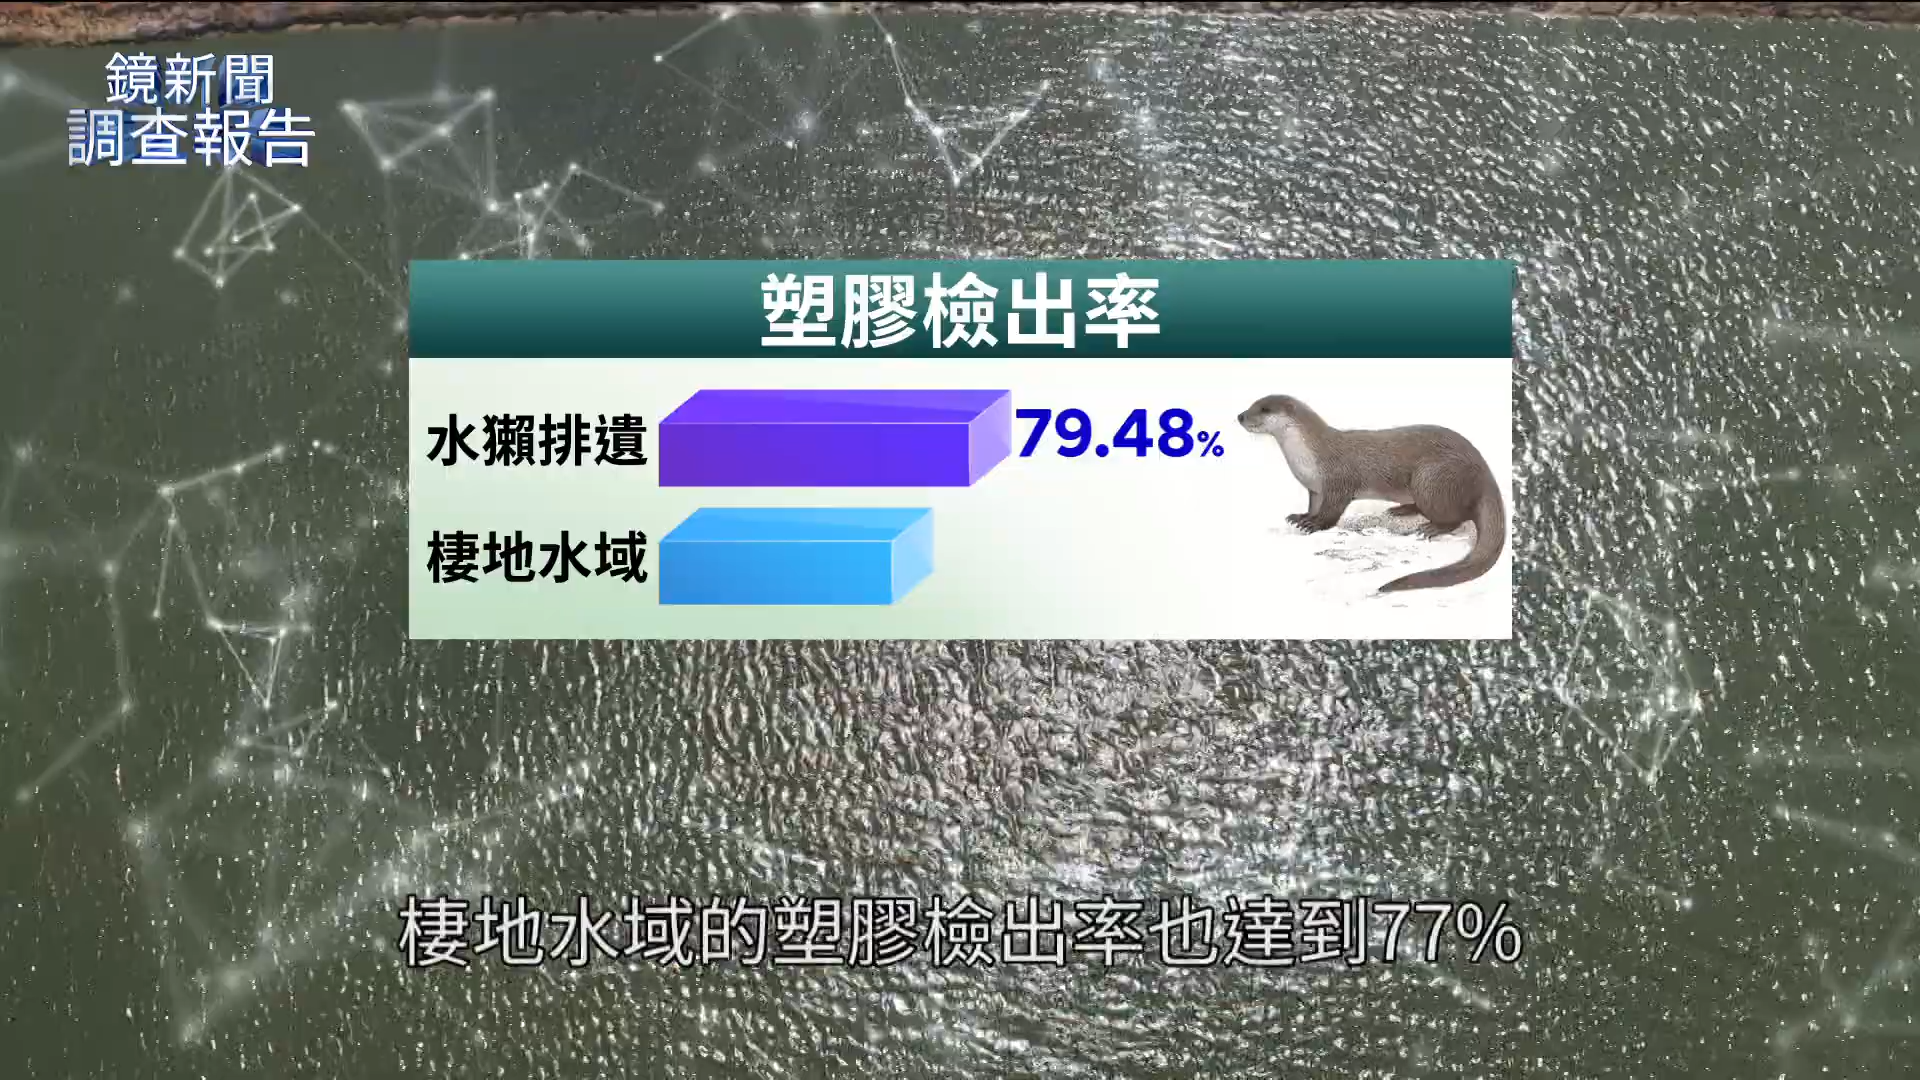 鏡新聞
調查報告
塑膠檢出率
水獺排遺 79.48%
棲地水域
棲地水域的塑膠檢出率也達到77%